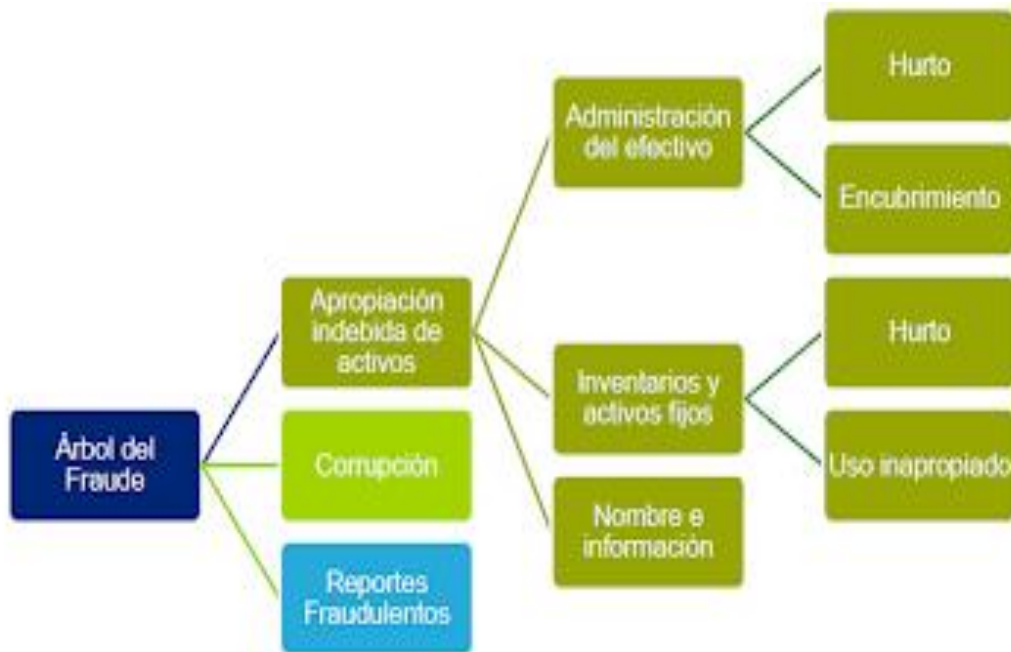 Árbol del
Fraude
Apropiación
indebida de
activos
Corrupción
Reportes
Fraudulentos
Administración
del efectivo
Inventarios y
activos fijos
Nombre e
información
Hurto
Encubrimiento
Hurto
Uso inapropiado